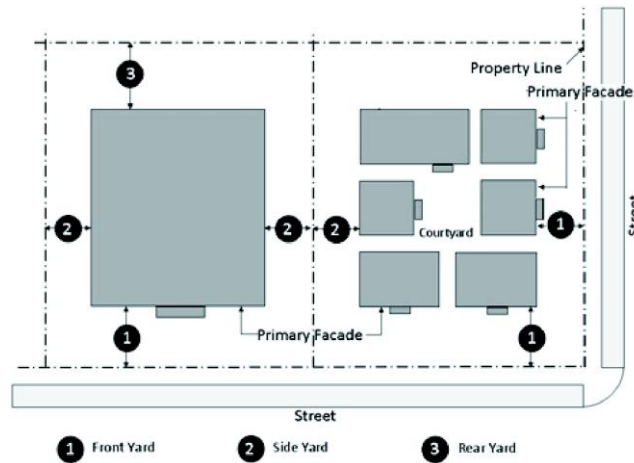 3
Property Line
Primary Facade
2
2
2
Courtyard
1
Street
1
Primary Facade
1
Street
1 Front Yard 2 Side Yard 3 Rear Yard